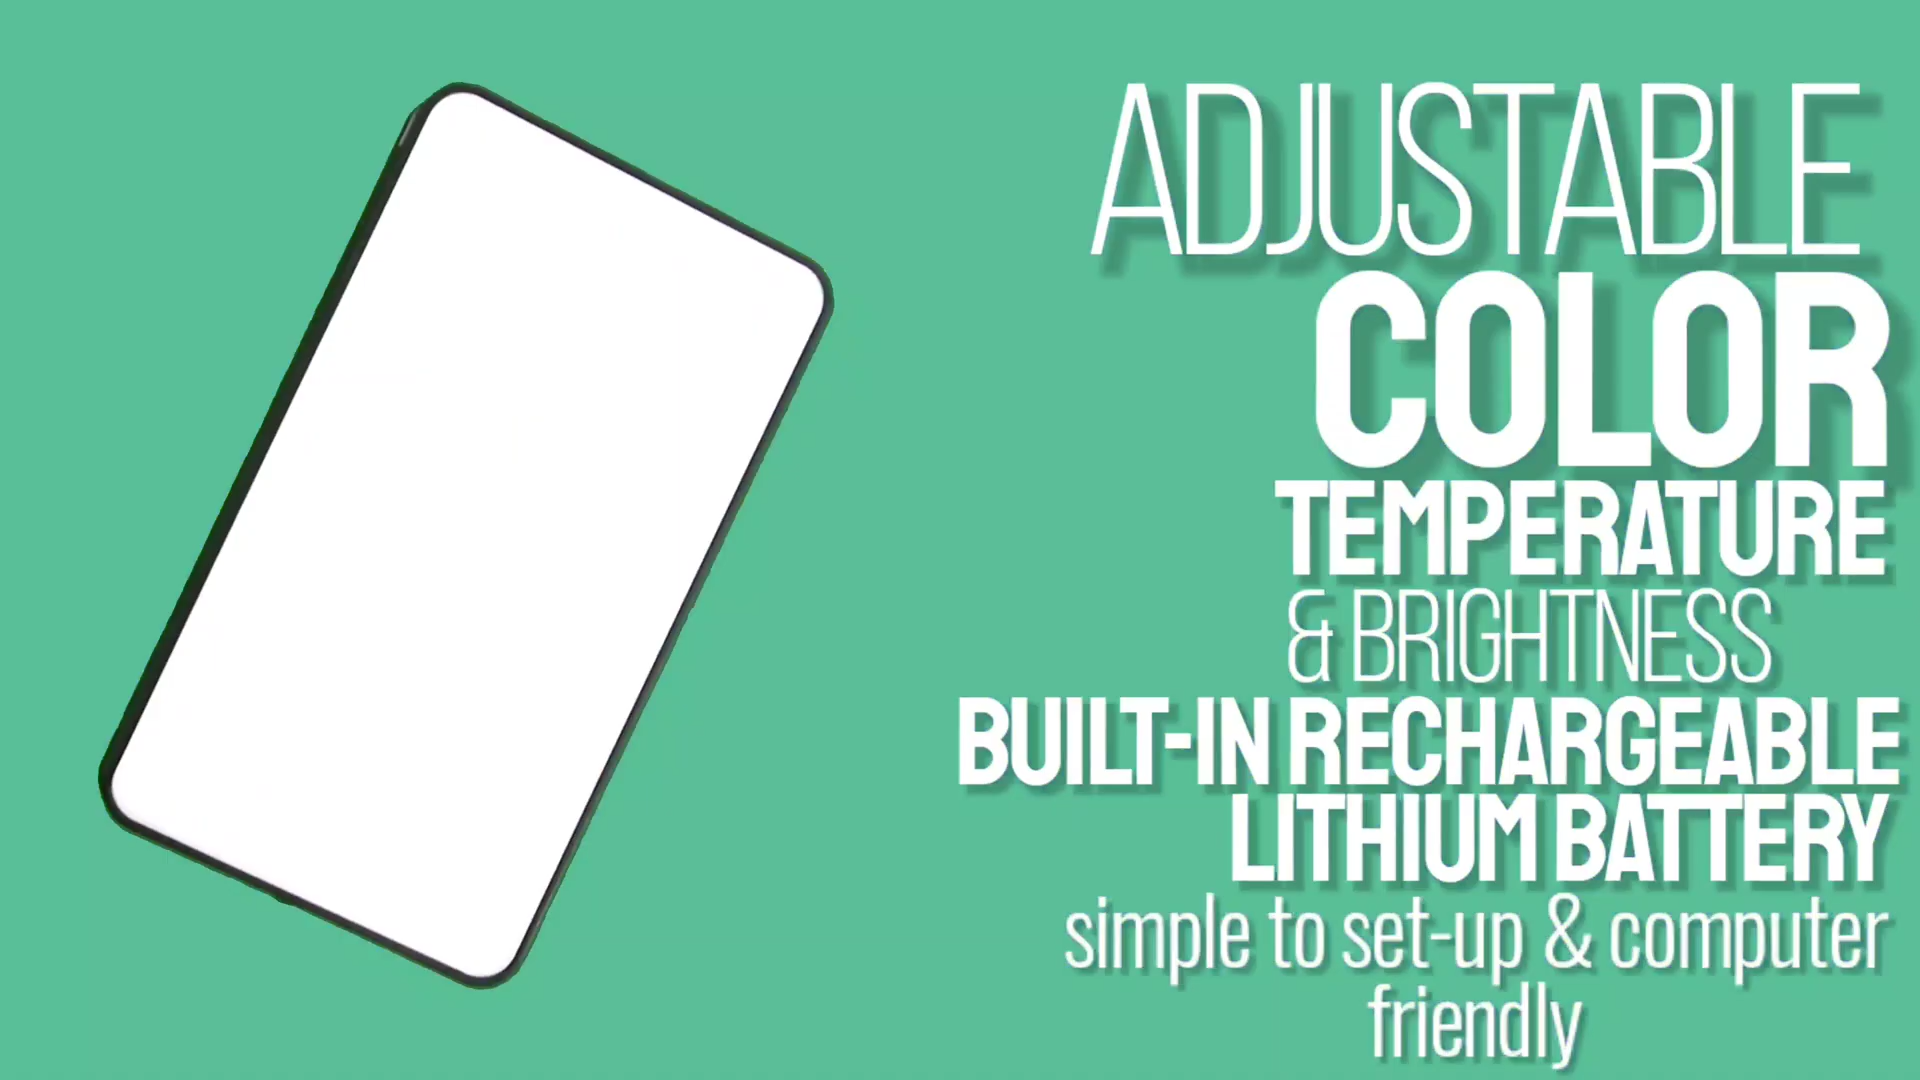 ADJUSTABLE
COLOR
TEMPERATURE
& BRIGHTNESS
BUILT-IN RECHARGEABLE
LITHIUM BATTERY
simple to set-up & computer
friendly